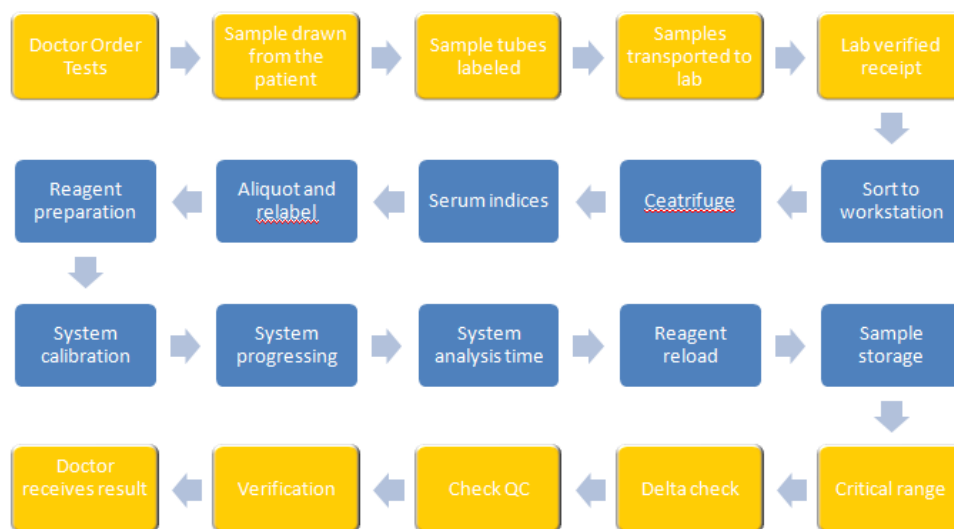 Doctor Order
Tests
Sample drawn
from the
patient
Sample tubes
labeled
Samples
transported to
lab
Lab verified
receipt
Sort to
workstation
Ceatrifuge
Serum indices
Aliquot and
relabel
Reagent
preparation
System
calibration
System
progressing
System
analysis time
Reagent
reload
Sample
storage
Critical range
Delta check
Check QC
Verification
Doctor
receives result